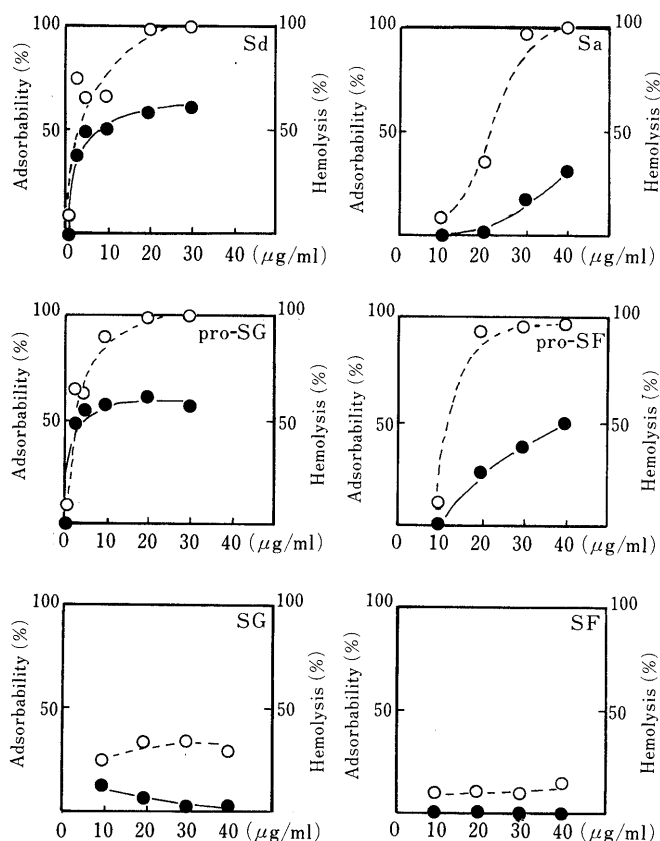 100 Sd 100
Adsorbability (%)
50
Hemolysis (%)
50
0 10 20 30 40 (μg/ml)
100 Sa 100
Adsorbability (%)
50
Hemolysis (%)
50
0 10 20 30 40 (μg/ml)
100 pro-SG 100
Adsorbability (%)
50
Hemolysis (%)
50
0 10 20 30 40 (μg/ml)
100 pro-SF 100
Adsorbability (%)
50
Hemolysis (%)
50
0 10 20 30 40 (μg/ml)
100 SG 100
Adsorbability (%)
50
Hemolysis (%)
50
0 10 20 30 40 (μg/ml)
100 SF 100
Adsorbability (%)
50
Hemolysis (%)
50
0 10 20 30 40 (μg/ml)